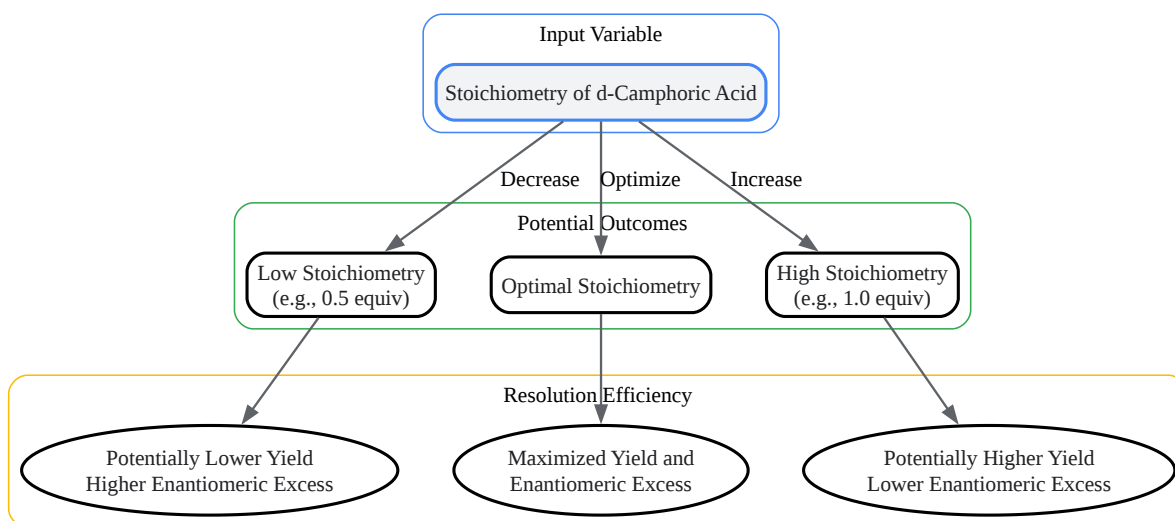 Input Variable
Stoichiometry of d-Camphoric Acid
Decrease
Optimize
Increase
Potential Outcomes
Low Stoichiometry
(e.g., 0.5 equiv)
Optimal Stoichiometry
High Stoichiometry
(e.g., 1.0 equiv)
Resolution Efficiency
Potentially Lower Yield
Higher Enantiomeric Excess
Maximized Yield and
Enantiomeric Excess
Potentially Higher Yield
Lower Enantiomeric Excess